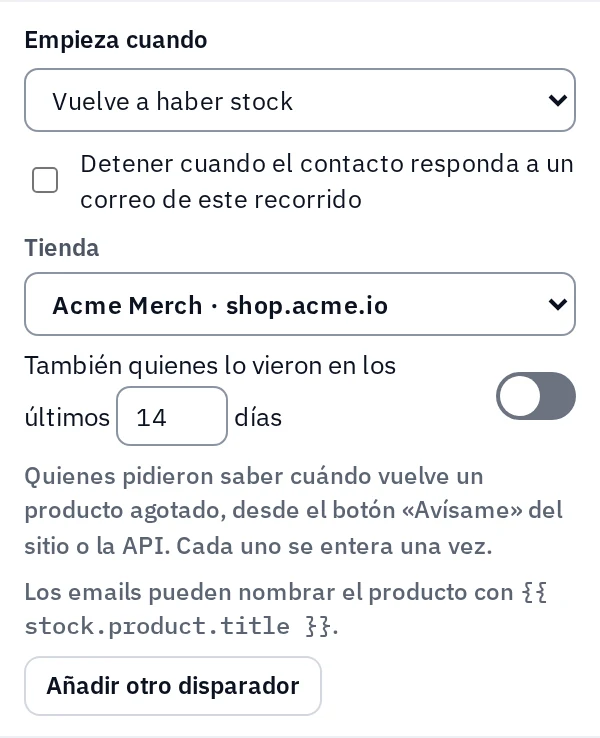 Empieza cuando
Vuelve a haber stock
Detener cuando el contacto responda a un
correo de este recorrido
Tienda
Acme Merch · shop.acme.io
También quienes lo vieron en los
últimos 14 días
Quienes pidieron saber cuándo vuelve un
producto agotado, desde el botón «Avísame» del
sitio o la API. Cada uno se entera una vez.
Los emails pueden nombrar el producto con {{
stock.product.title }}.
Añadir otro disparador